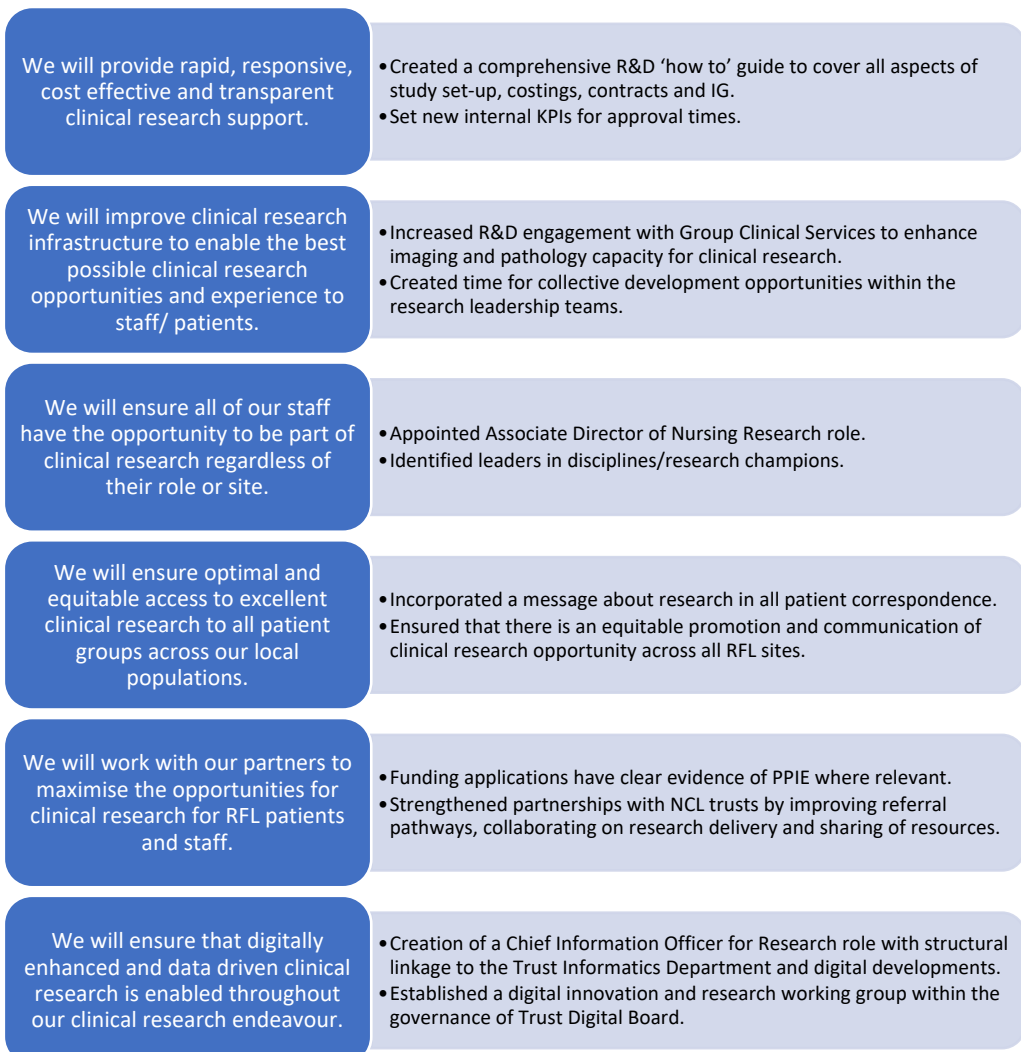 We will provide rapid, responsive,
cost effective and transparent
clinical research support.
•Created a comprehensive R&D ‘how to’ guide to cover all aspects of
study set-up, costings, contracts and IG.
•Set new internal KPIs for approval times.
We will improve clinical research
infrastructure to enable the best
possible clinical research
opportunities and experience to
staff/ patients.
•Increased R&D engagement with Group Clinical Services to enhance
imaging and pathology capacity for clinical research.
•Created time for collective development opportunities within the
research leadership teams.
We will ensure all of our staff
have the opportunity to be part of
clinical research regardless of
their role or site.
•Appointed Associate Director of Nursing Research role.
•Identified leaders in disciplines/research champions.
We will ensure optimal and
equitable access to excellent
clinical research to all patient
groups across our local
populations.
•Incorporated a message about research in all patient correspondence.
•Ensured that there is an equitable promotion and communication of
clinical research opportunity across all RFL sites.
We will work with our partners to
maximise the opportunities for
clinical research for RFL patients
and staff.
•Funding applications have clear evidence of PPIE where relevant.
•Strengthened partnerships with NCL trusts by improving referral
pathways, collaborating on research delivery and sharing of resources.
We will ensure that digitally
enhanced and data driven clinical
research is enabled throughout
our clinical research endeavour.
•Creation of a Chief Information Officer for Research role with structural
linkage to the Trust Informatics Department and digital developments.
•Established a digital innovation and research working group within the
governance of Trust Digital Board.